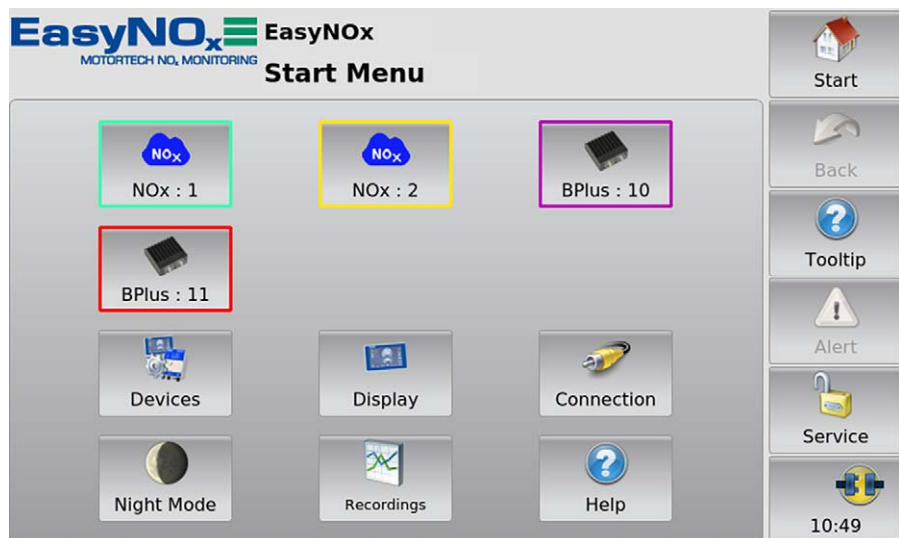 EasyNOx
MOTORTECH NOx MONITORING
EasyNOx
Start Menu
Start
NOx
NOx : 1
NOx
NOx : 2
BPlus : 10
Back
BPlus : 11
Tooltip
Alert
Devices
Display
Connection
Service
Night Mode
Recordings
Help
10:49